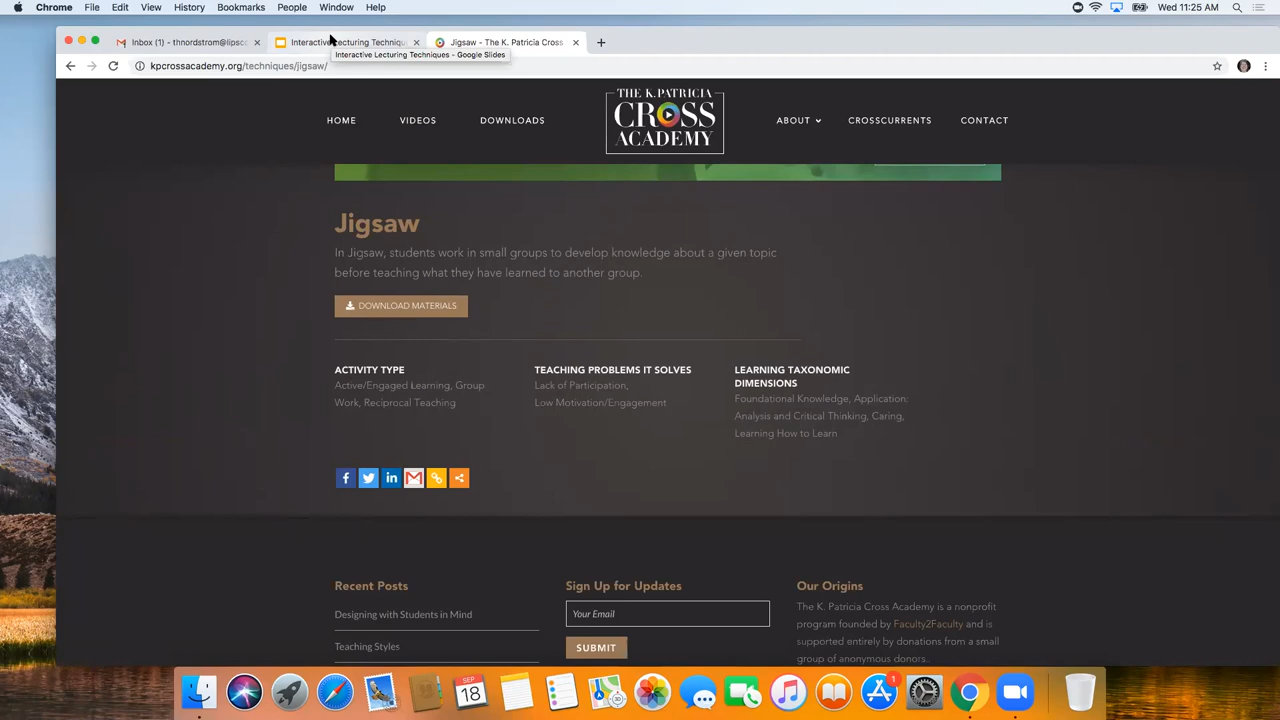 Chrome File Edit View History Bookmarks People Window Help Wed 11:25 AM
Inbox (1) - thnordstrom@lipsco Interactive Lecturing Techniqu Jigsaw - The K. Patricia Cross
Interactive Lecturing Techniques - Google Slides
kpcrossacademy.org/techniques/jigsaw/
HOME VIDEOS DOWNLOADS
THE K. PATRICIA
CROSS
ACADEMY
ABOUT CROSSCURRENTS CONTACT
Jigsaw
In Jigsaw, students work in small groups to develop knowledge about a given topic
before teaching what they have learned to another group.
DOWNLOAD MATERIALS
ACTIVITY TYPE
Active/Engaged Learning, Group
Work, Reciprocal Teaching
TEACHING PROBLEMS IT SOLVES
Lack of Participation,
Low Motivation/Engagement
LEARNING TAXONOMIC
DIMENSIONS
Foundational Knowledge, Application:
Analysis and Critical Thinking, Caring,
Learning How to Learn
Recent Posts
Designing with Students in Mind
Teaching Styles
Sign Up for Updates
Your Email
SUBMIT
Our Origins
The K. Patricia Cross Academy is a nonprofit
program founded by Faculty2Faculty and is
supported entirely by donations from a small
group of anonymous donors.
SEP
18
1